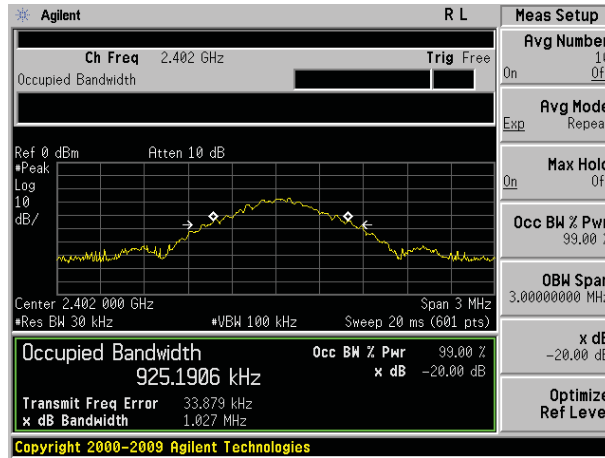 Agilent R L
Ch Freq 2.402 GHz Trig Free
Occupied Bandwidth
Ref 0 dBm Atten 10 dB
#Peak
Log
10
dB/
Center 2.402 000 GHz Span 3 MHz
#Res BW 30 kHz #VBW 100 kHz Sweep 20 ms (601 pts)
Occupied Bandwidth
925.1906 kHz
Occ BW % Pwr 99.00 %
x dB -20.00 dB
Transmit Freq Error 33.879 kHz
x dB Bandwidth 1.027 MHz
Copyright 2000-2009 Agilent Technologies
Meas Setup
Avg Number
On
Avg Mode
Exp Repea
Max Hold
On Of
Occ BW % Pwr
99.00 %
OBW Span
3.00000000 MHz
x dB
-20.00 dB
Optimize
Ref Level